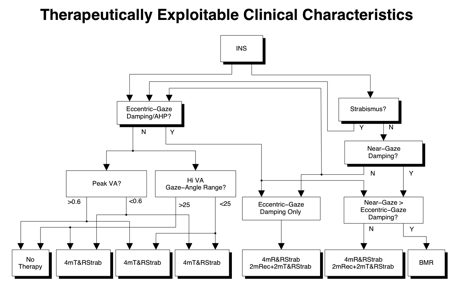 Therapeutically Exploitable Clinical Characteristics
INS
Eccentric-Gaze
Damping/AHP?
Strabismus?
N
Y
Y
N
Near-Gaze
Damping?
N
Y
Peak VA?
Hi VA
Gaze-Angle Range?
>0.6
<0.6
>25
<25
Eccentric-Gaze
Damping Only
Near-Gaze >
Eccentric-Gaze
Damping?
N
Y
No
Therapy
4mT&RStrab
4mT&RStrab
4mT&RStrab
4mR&RStrab
2mRec+2mT&RStrab
4mR&RStrab
2mRec+2mT&RStrab
BMR